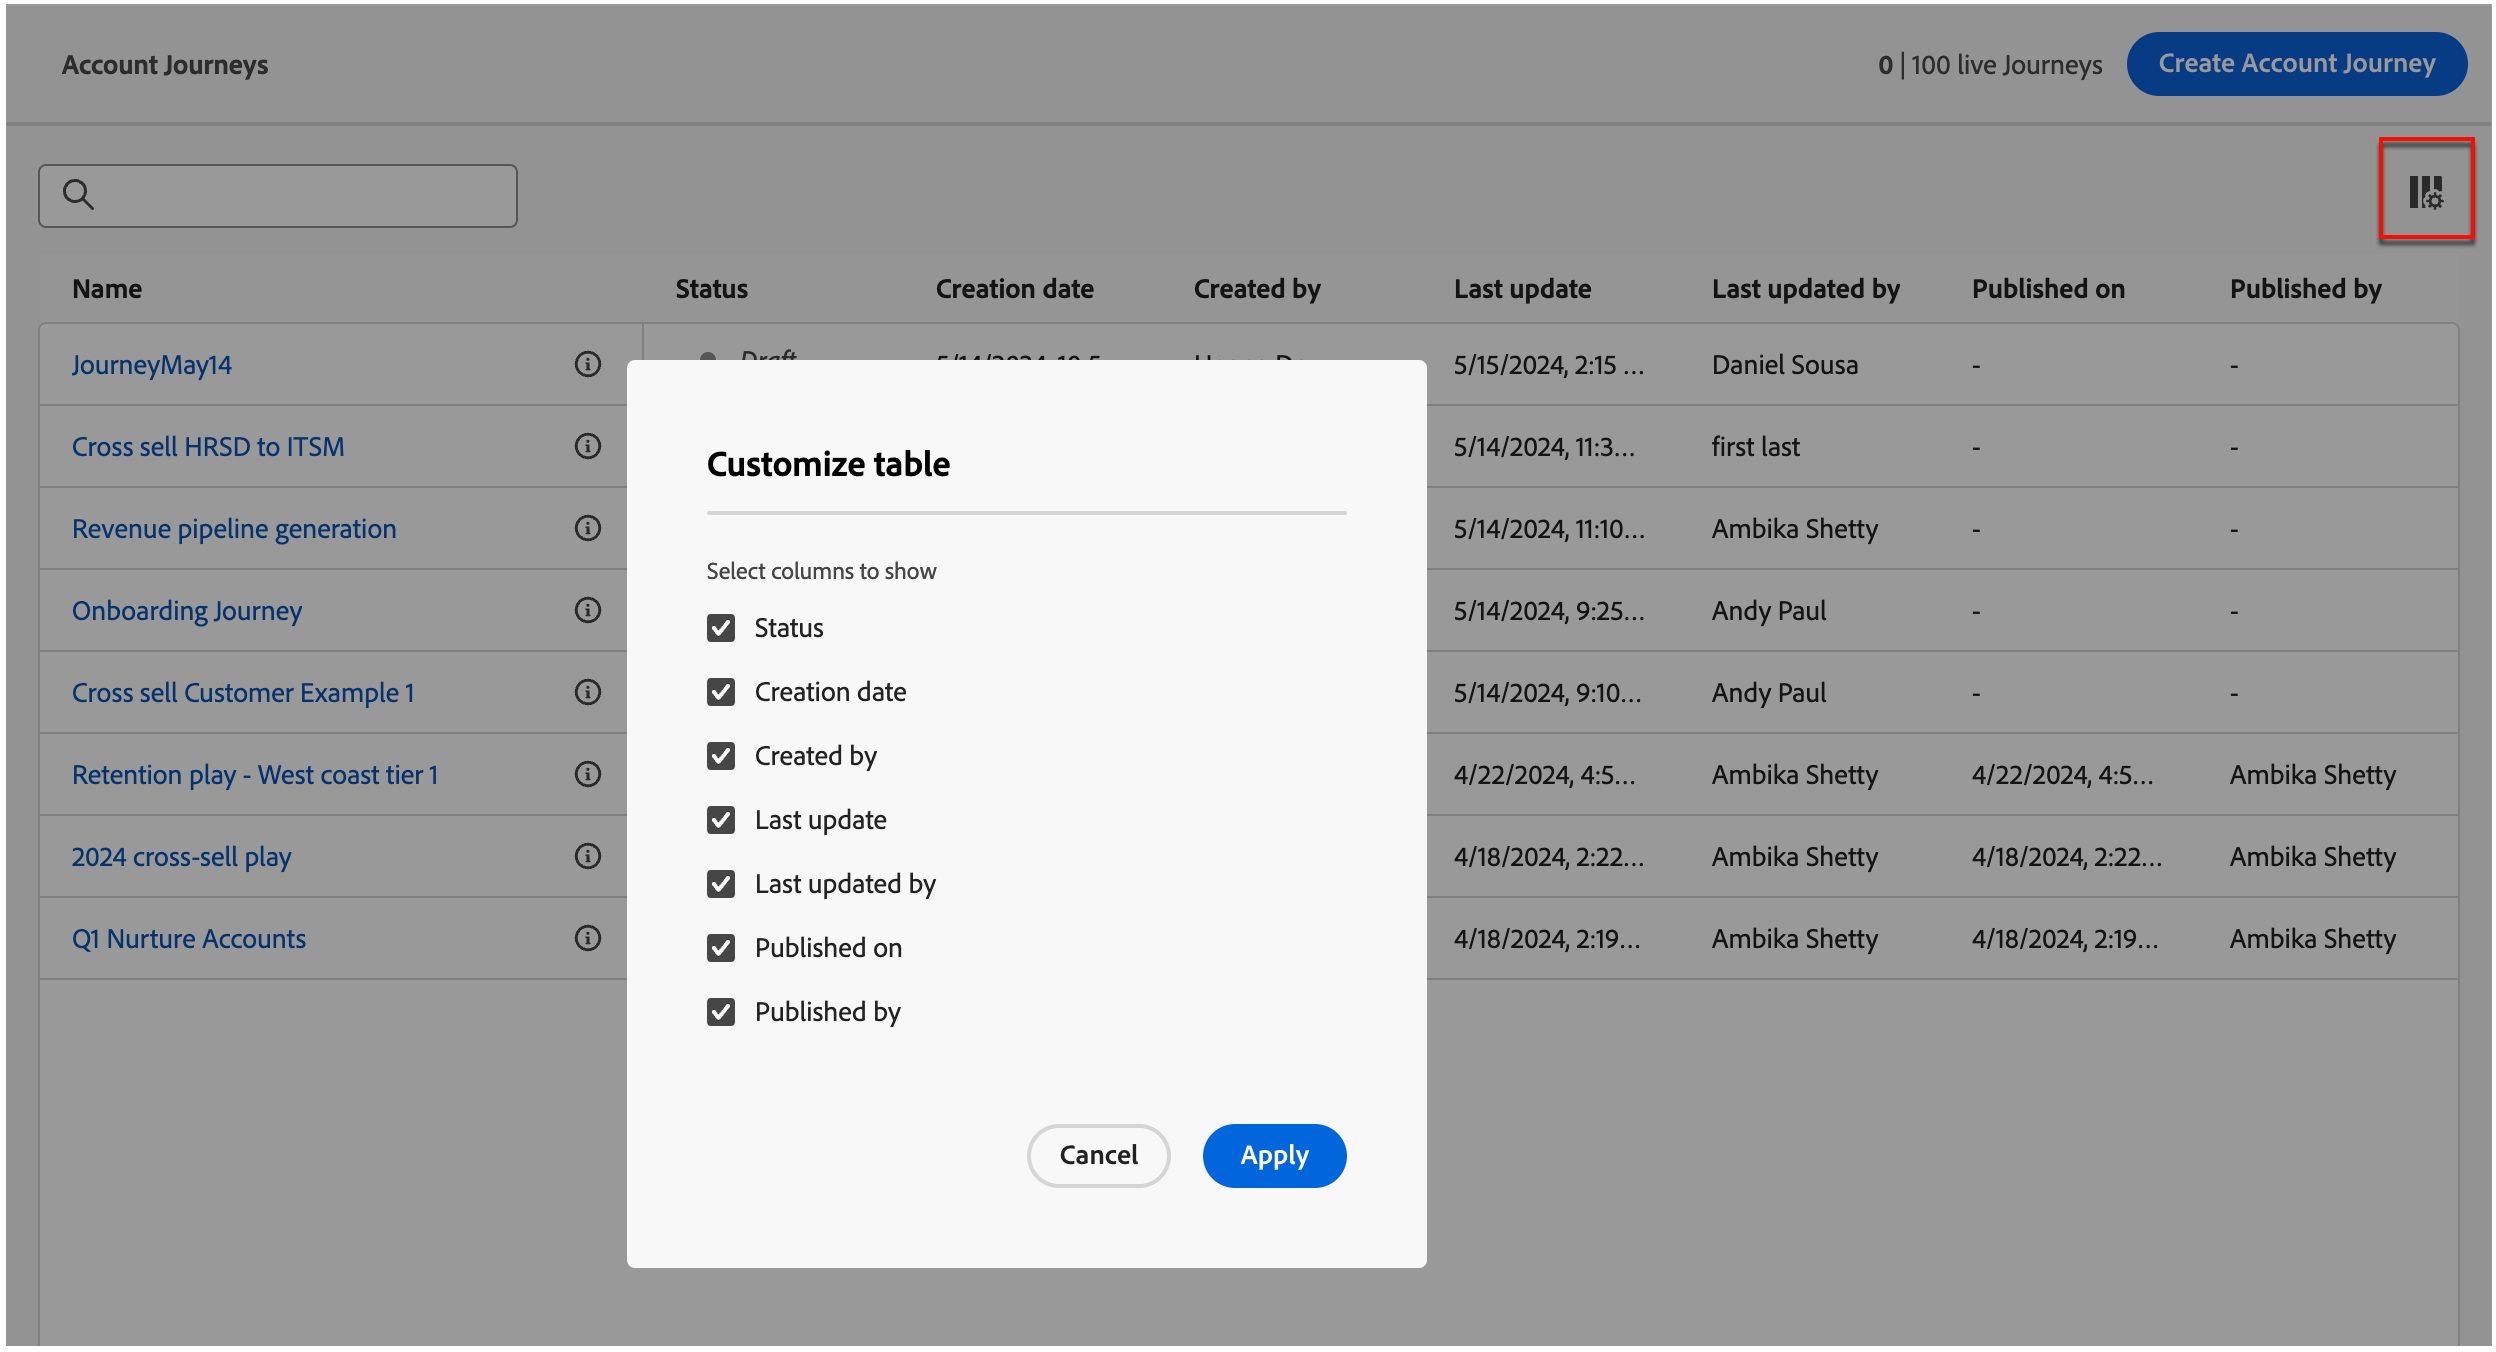 Account Journeys
0 | 100 live Journeys
Create Account Journey
Name Status Creation date Created by Last update Last updated by Published on Published by
JourneyMay14 Draft 5/15/2024, 2:15 … Daniel Sousa - -
Cross sell HRSD to ITSM 5/14/2024, 11:3… first last - -
Revenue pipeline generation 5/14/2024, 11:10… Ambika Shetty - -
Onboarding Journey 5/14/2024, 9:25… Andy Paul - -
Cross sell Customer Example 1 5/14/2024, 9:10… Andy Paul - -
Retention play - West coast tier 1 4/22/2024, 4:5… Ambika Shetty 4/22/2024, 4:5… Ambika Shetty
2024 cross-sell play 4/18/2024, 2:22… Ambika Shetty 4/18/2024, 2:22… Ambika Shetty
Q1 Nurture Accounts 4/18/2024, 2:19… Ambika Shetty 4/18/2024, 2:19… Ambika Shetty
Customize table
Select columns to show
Status
Creation date
Created by
Last update
Last updated by
Published on
Published by
Cancel
Apply